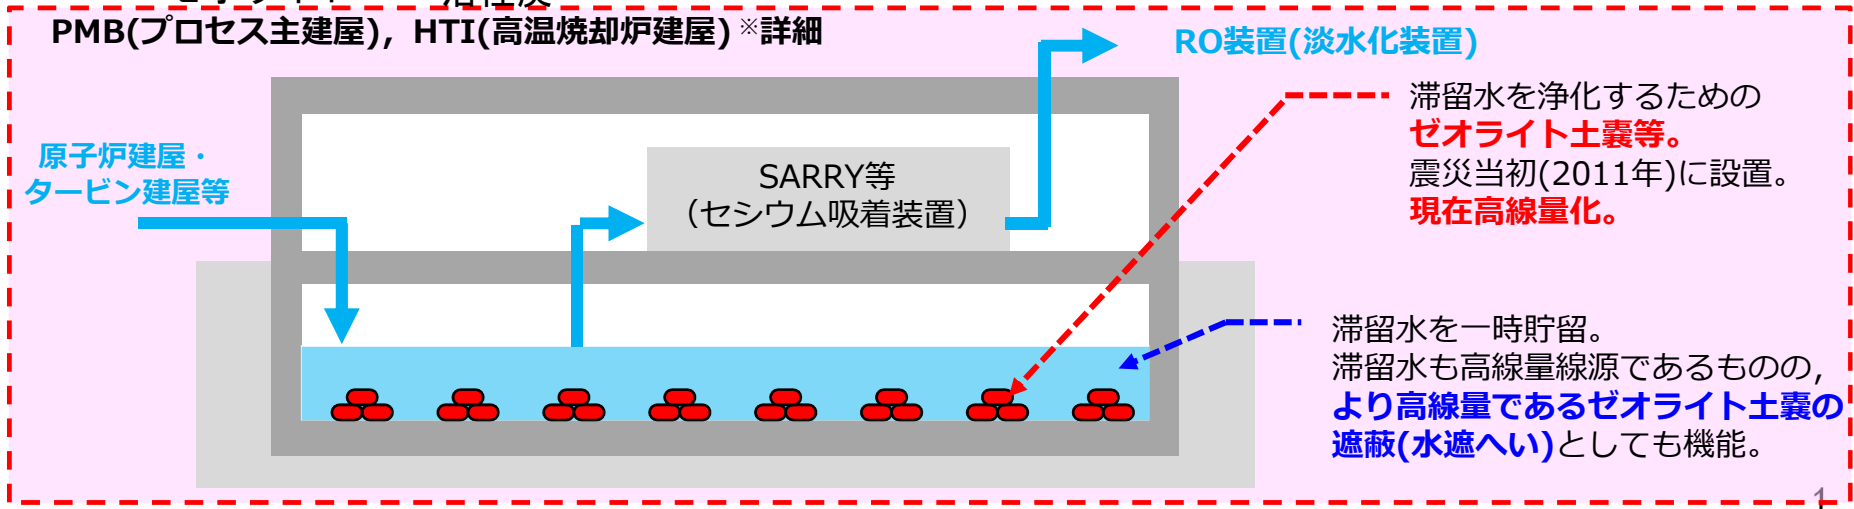 PMB(プロセス主建屋),HTI(高温焼却炉建屋)※詳細
RO装置(淡水化装置)
滞留水を浄化するための
ゼオライト土嚢等。
震災当初(2011年)に設置。
現在高線量化。
原子炉建屋・
タービン建屋等
SARRY等
(セシウム吸着装置)
滞留水を一時貯留。
滞留水も高線量線源であるものの,
より高線量であるゼオライト土嚢の
遮蔽(水遮へい)としても機能。
1